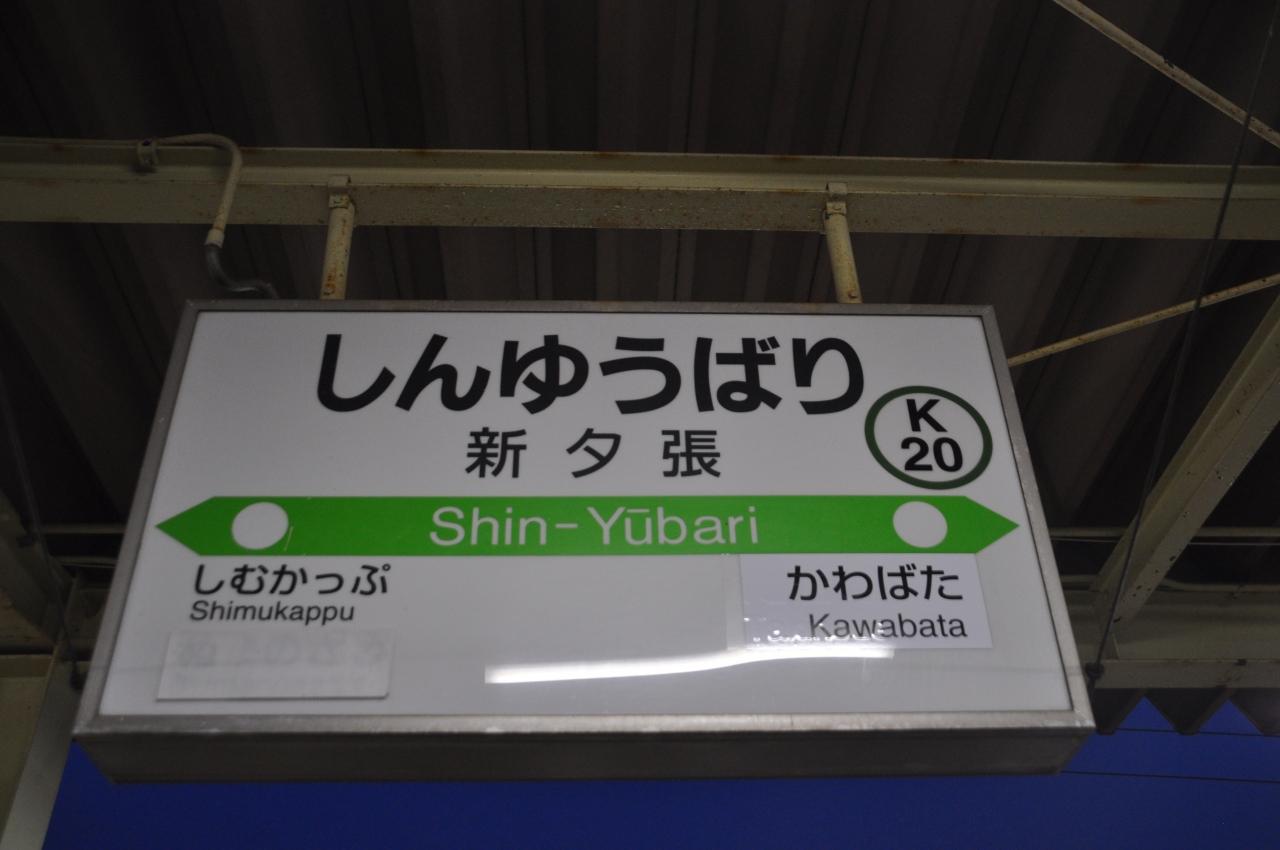 しんゆうばり
新夕張
K
20
Shin-Yūbari
しむかっぷ
Shimukappu
かわばた
Kawabata